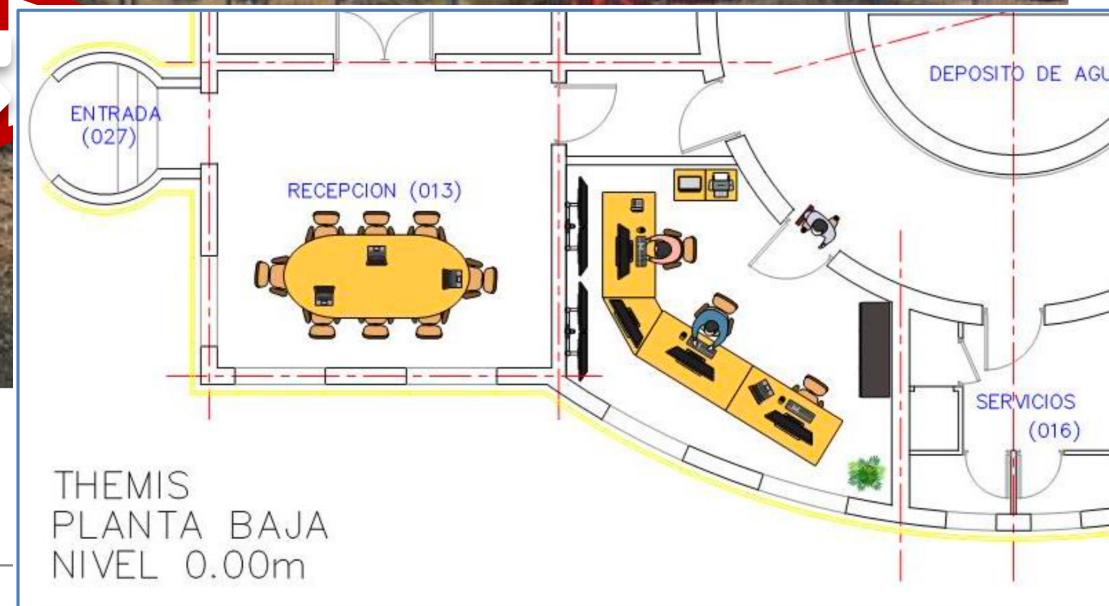 DEPOSITO DE AGU
ENTRADA
(027)
RECEPCION (013)
SERVICIOS
(016)
THEMIS
PLANTA BAJA
NIVEL 0.00m